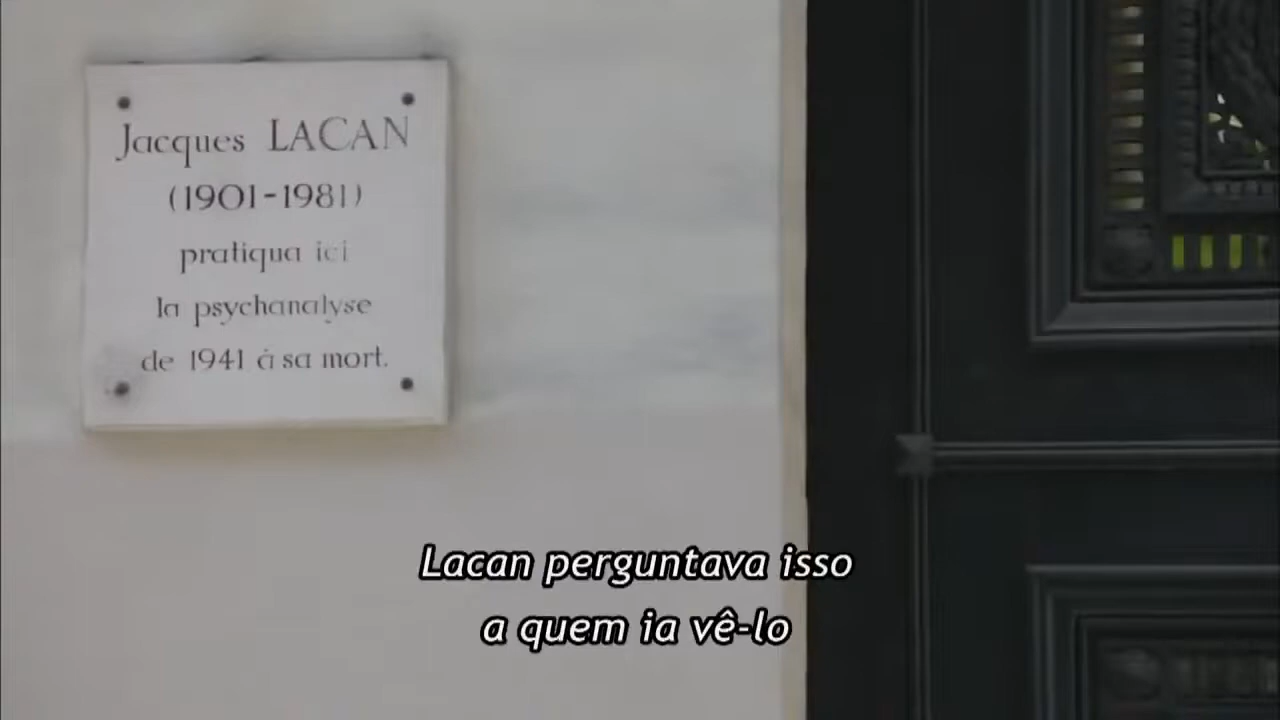 Jacques LACAN
(1901-1981)
pratiqua ici
la psychanalyse
de 1941 à sa mort.
Lacan perguntava isso
a quem ia vê-lo